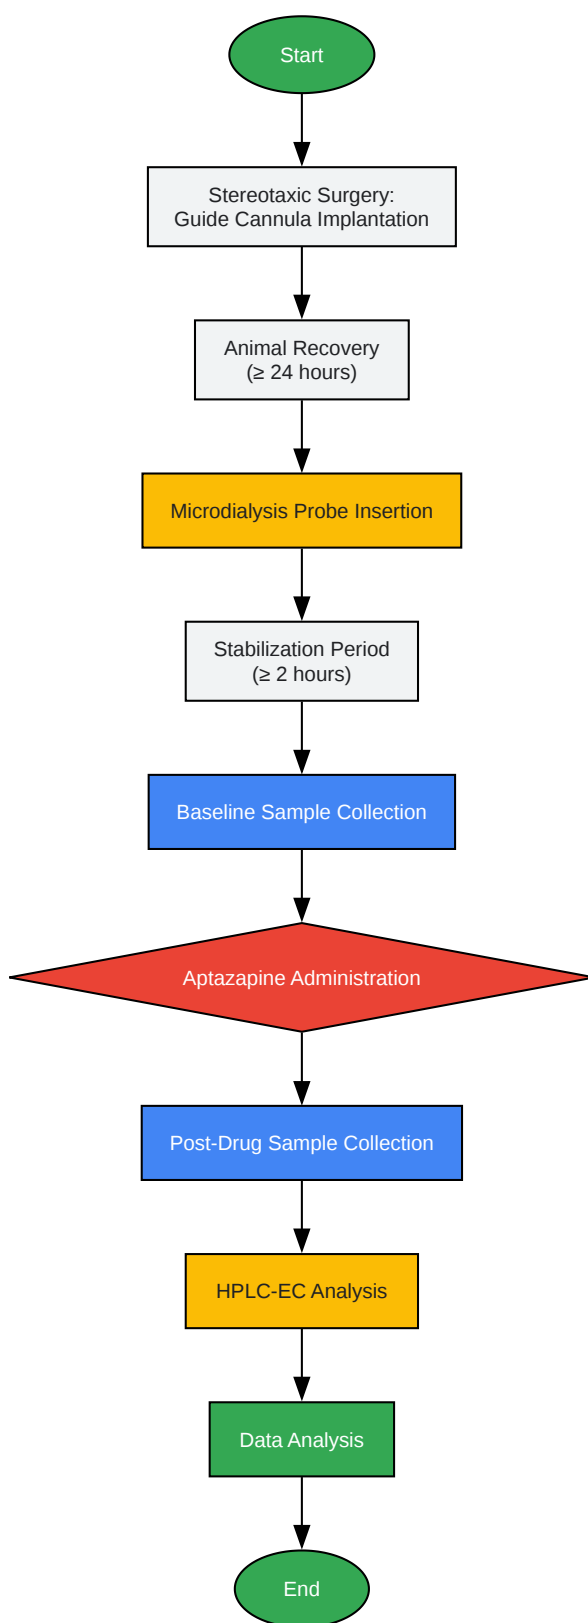 Start
Stereotaxic Surgery:
Guide Cannula Implantation
Animal Recovery
(≥ 24 hours)
Microdialysis Probe Insertion
Stabilization Period
(≥ 2 hours)
Baseline Sample Collection
Aptazapine Administration
Post-Drug Sample Collection
HPLC-EC Analysis
Data Analysis
End